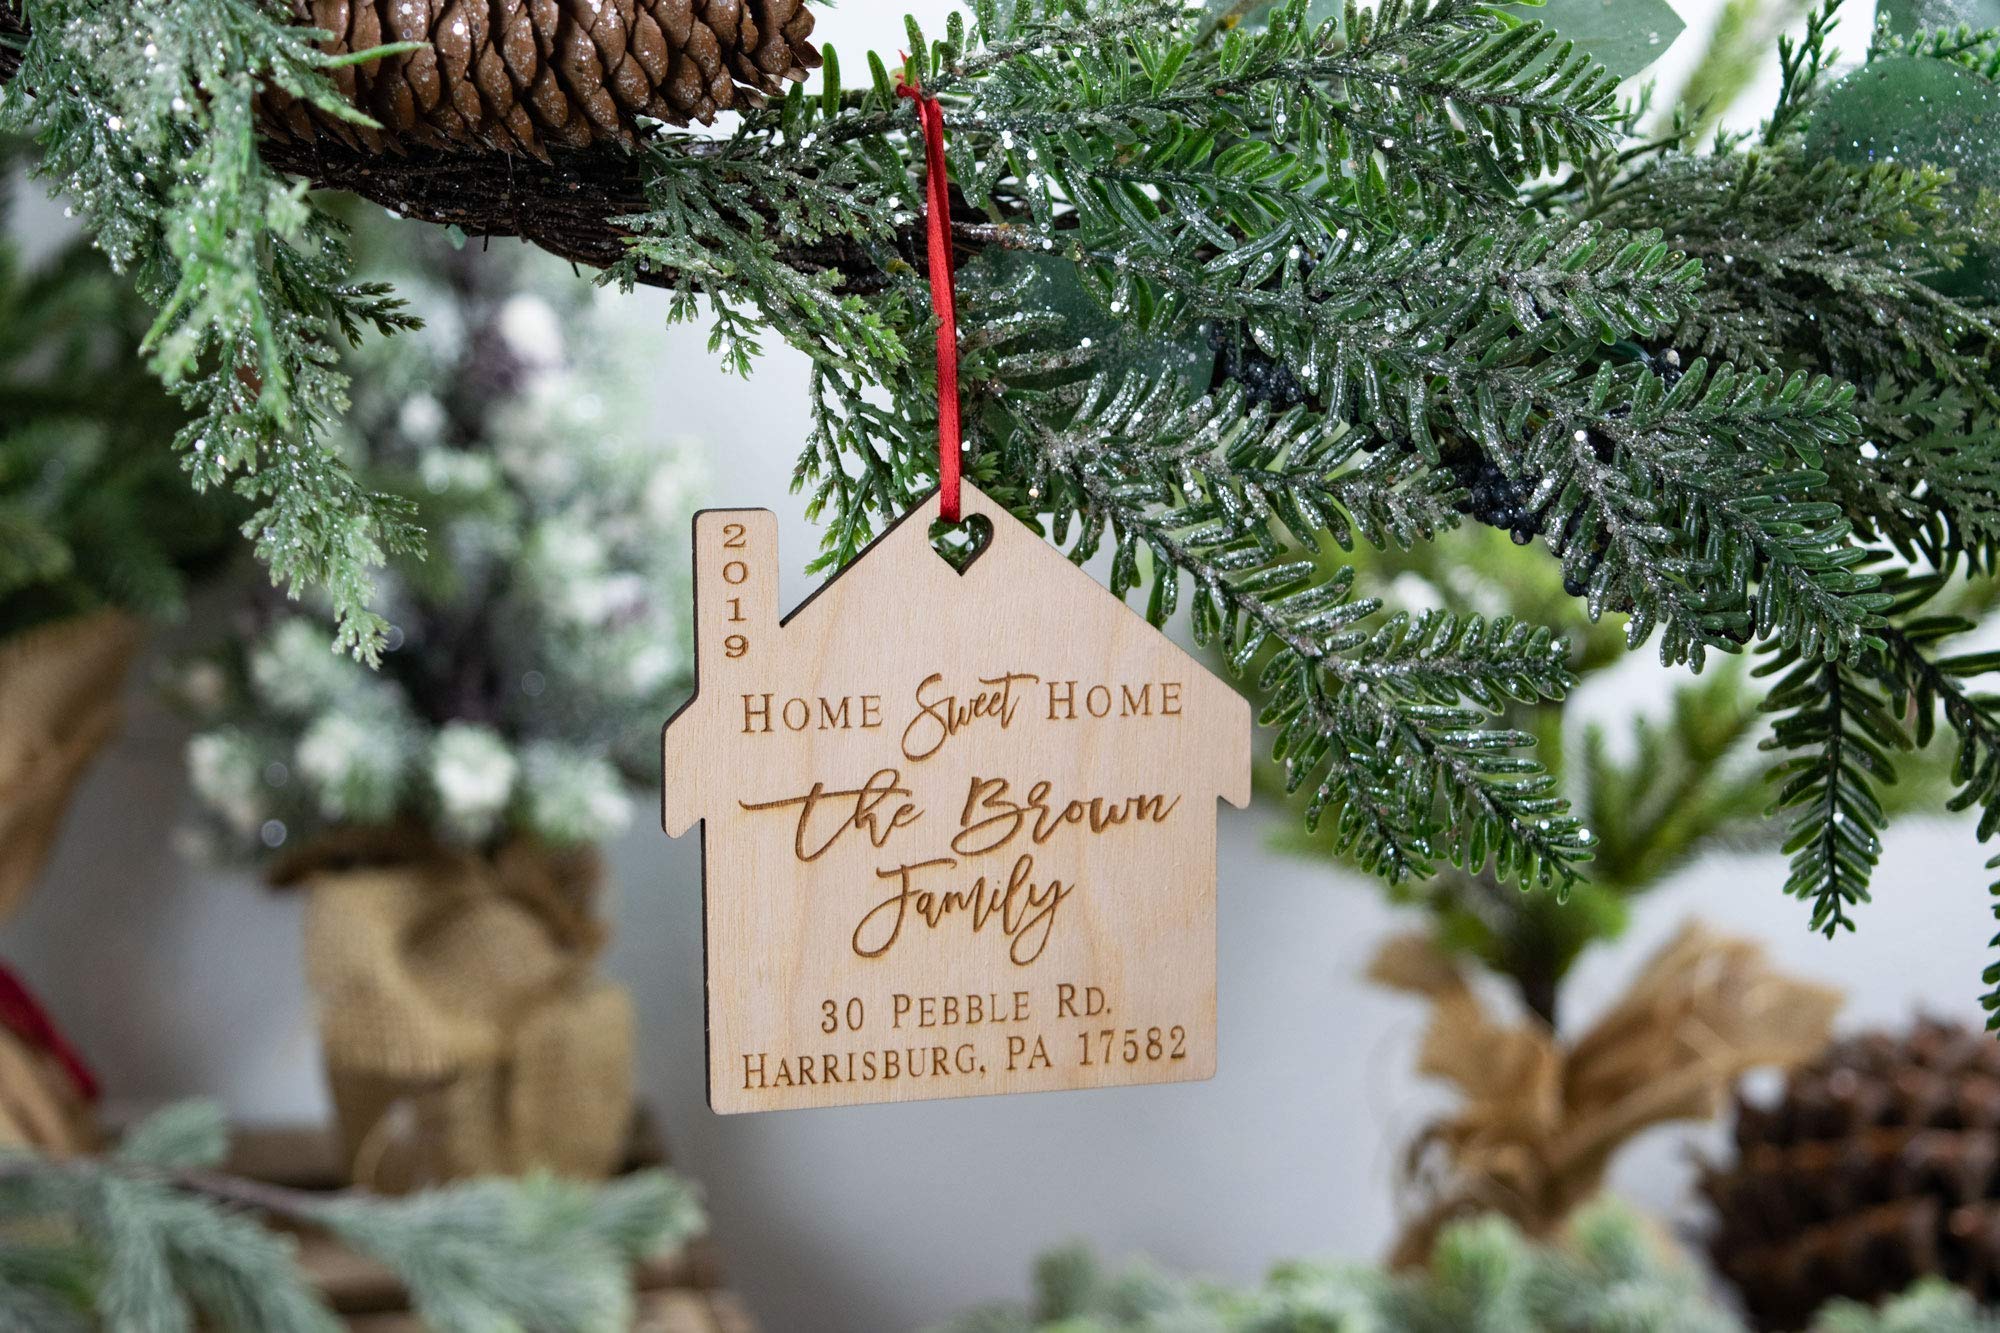 2019
HOME Sweet HOME
the Brown
Family
30 PEBBLE RD.
HARRISBURG, PA 17582